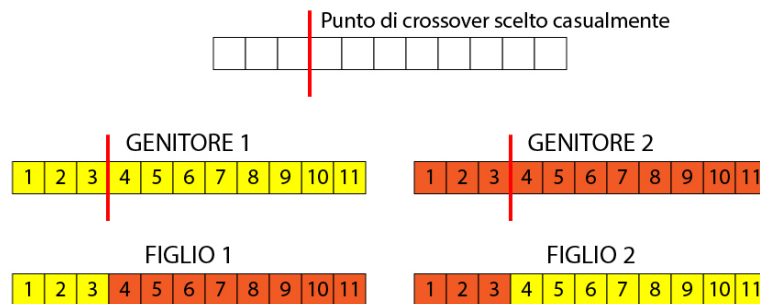 Punto di crossover scelto casualmente
GENITORE 1
GENITORE 2
1 2 3 4 5 6 7 8 9 10 11
1 2 3 4 5 6 7 8 9 10 11
FIGLIO 1
FIGLIO 2
1 2 3 4 5 6 7 8 9 10 11
1 2 3 4 5 6 7 8 9 10 11